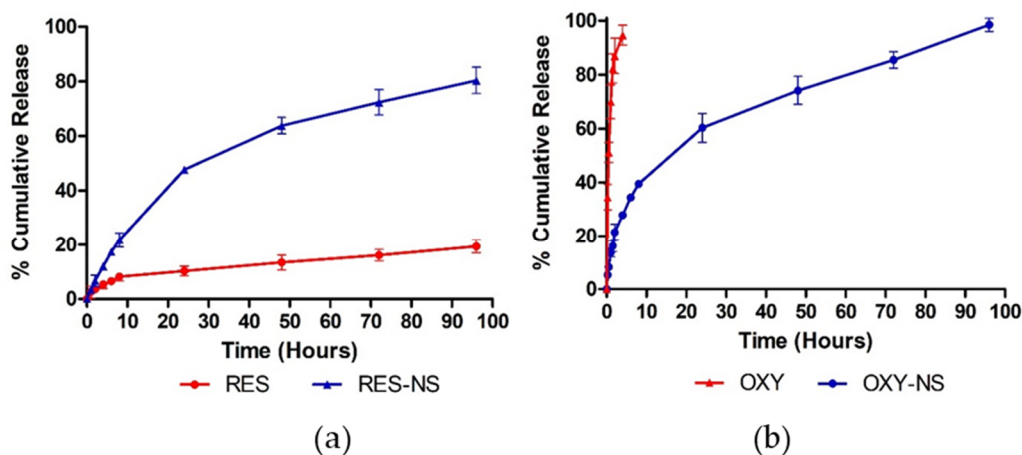 % Cumulative Release
100
80
60
40
20
0
0 10 20 30 40 50 60 70 80 90 100
Time (Hours)
RES RES-NS
(a)
% Cumulative Release
100
80
60
40
20
0
0 10 20 30 40 50 60 70 80 90 100
Time (Hours)
OXY OXY-NS
(b)